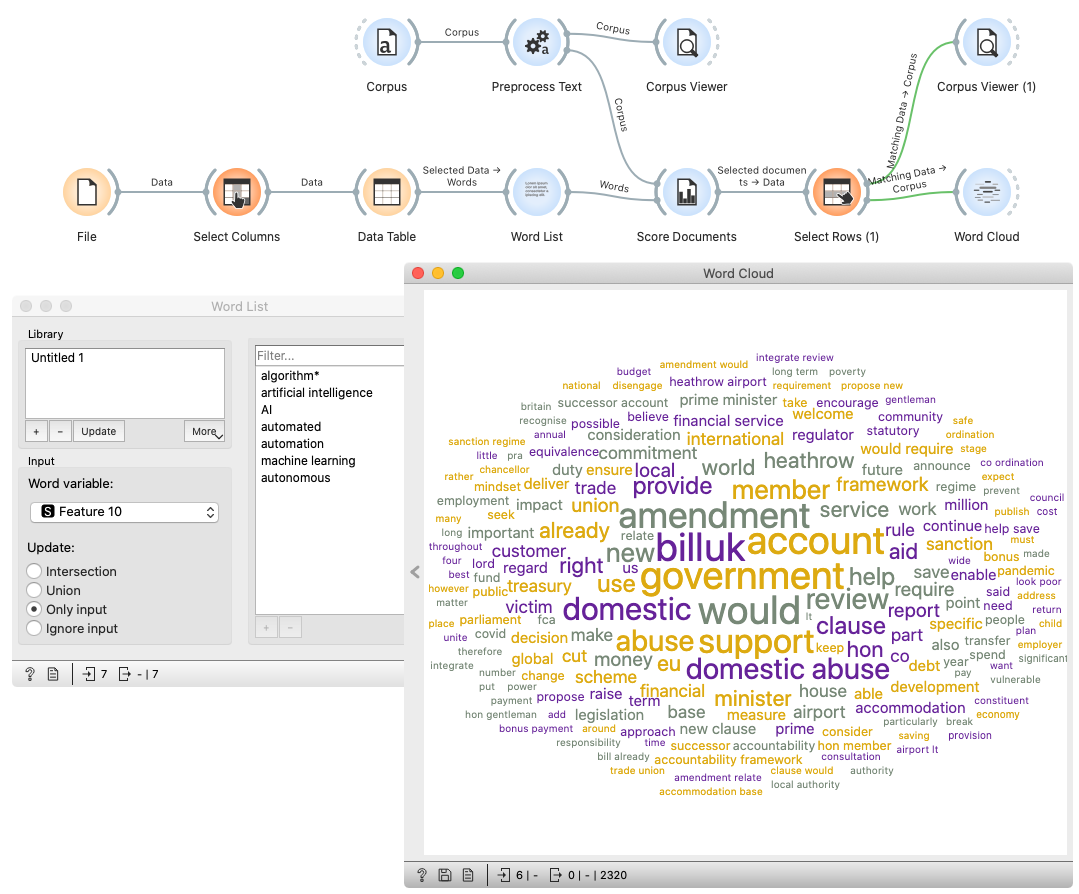 Corpus
Corpus
Corpus
Preprocess Text
Corpus Viewer
Corpus Viewer (1)
Corpus
Matching Data → Corpus
Data
Data
Selected Data →
Words
Words
Selected documen
ts → Data
Matching Data →
Corpus
File
Select Columns
Data Table
Word List
Score Documents
Select Rows (1)
Word Cloud
Word List
Library
Untitled 1
+ − Update More
Input
Word variable:
S Feature 10
Update:
Intersection
Union
Only input
Ignore input
? 7 - | 7
Filter...
algorithm*
artificial intelligence
AI
automated
automation
machine learning
autonomous
+ −
Word Cloud
integrate review
amendment would
budget long term poverty
national disengage heathrow airport requirement propose new
britain successor account prime minister take encourage gentleman
recognise possible believe financial service welcome community safe
annual consideration international regulator statutory ordination
sanction regime equivalence commitment would require stage
little pra
rather chancellor duty ensure local world heathrow future announce co ordination
mindset deliver trade provide member framework regime prevent expect
employment impact union service work million publish cost council
many seek amendment
long important already relate rule continue help save
throughout customer new billuk account aid sanction must
four lord wide bonus made
best regard right us government help save enable pandemic
however fund treasury use look poor
public require said address
matter victim domestic would review report point need return
place parliament fca lt specific people child
unite covid decision make abuse support keep clause part plan
therefore also transfer employer
integrate global cut money eu hon co debt year spend want significant
number change scheme domestic abuse pay vulnerable
put power financial house able development
payment propose raise term minister constituent
hon gentleman add legislation base measure airport accommodation economy
particularly break
bonus payment around approach new clause prime consider saving provision
responsibility time successor accountability hon member airport lt
bill already accountability framework consultation
trade union amendment relate clause would authority
accommodation base local authority
? 6 | - 0 | - | 2320